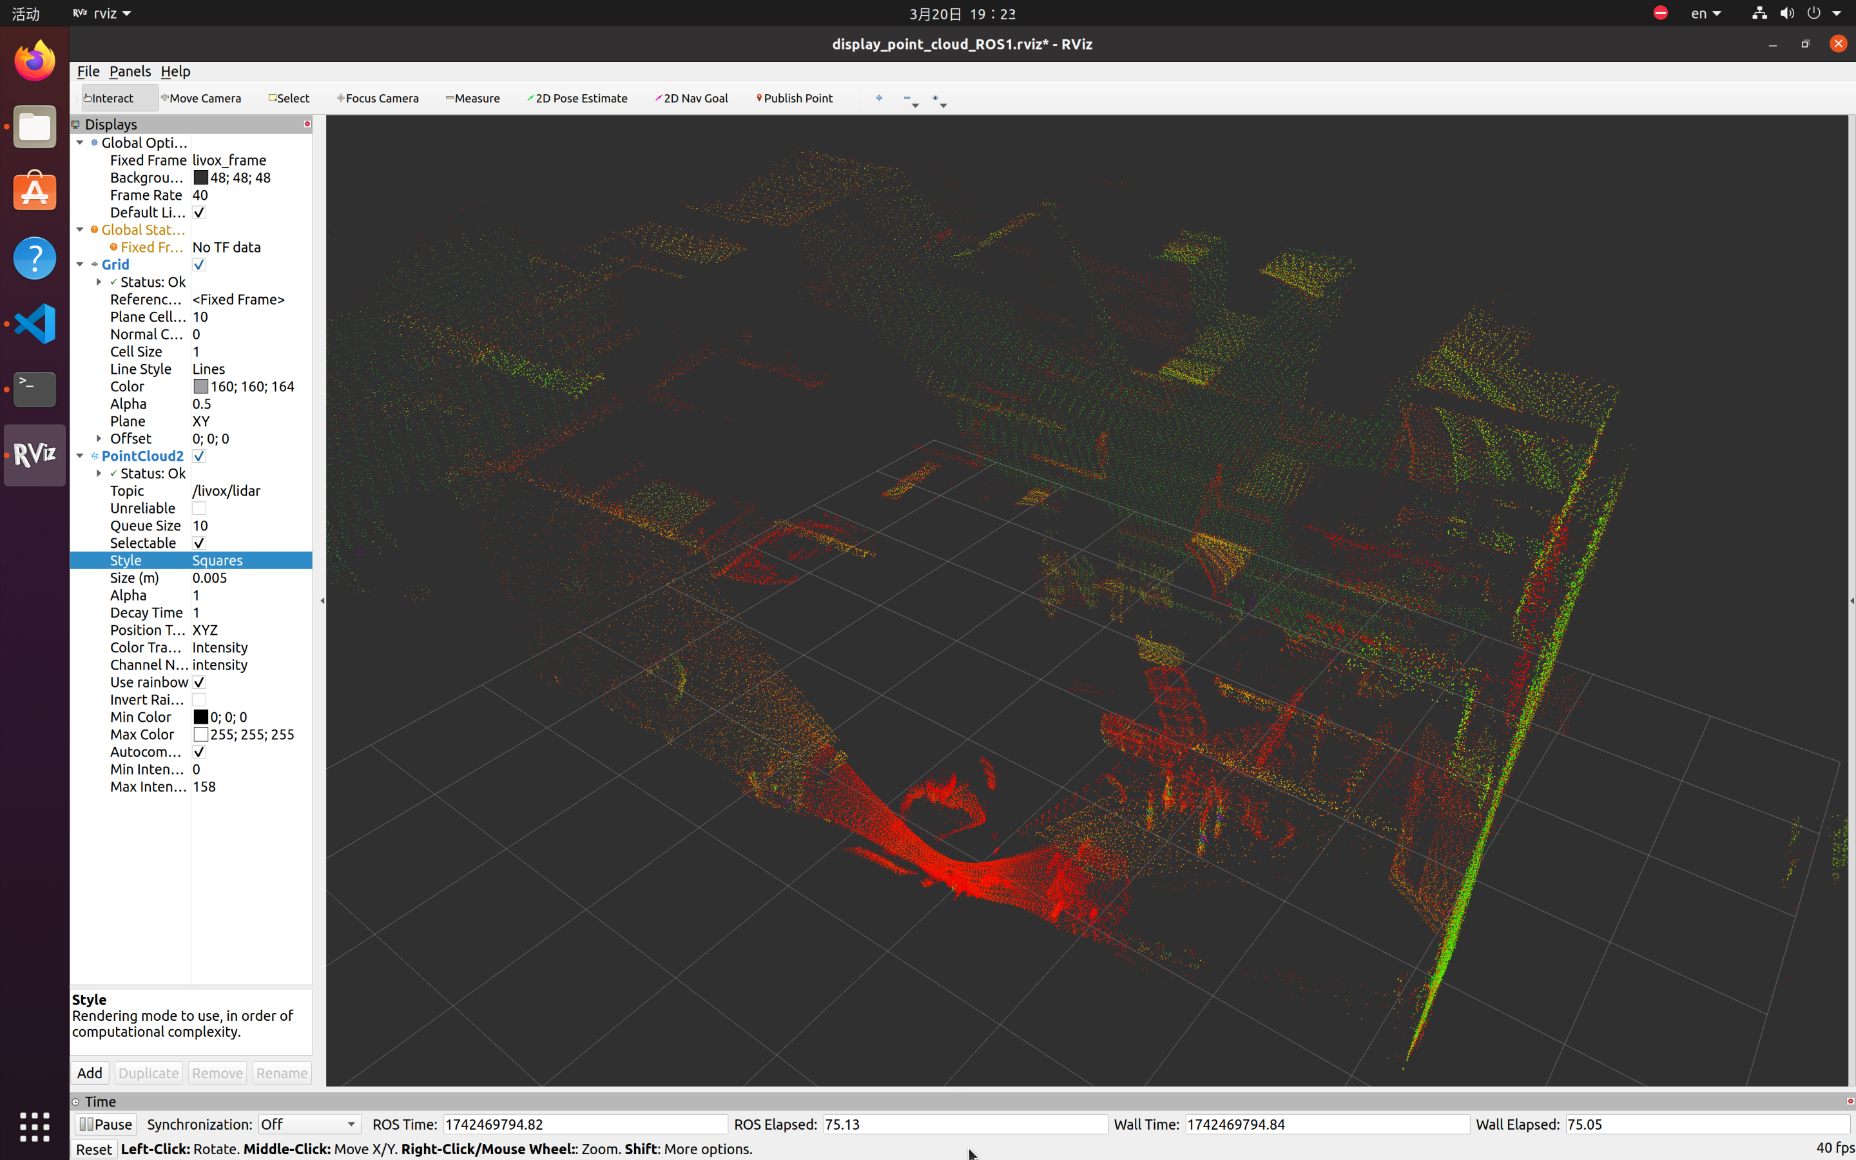 活动
RViz rviz
3月20日 19：23
en
display_point_cloud_ROS1.rviz* - RViz
File Panels Help
Interact Move Camera Select Focus Camera Measure 2D Pose Estimate 2D Nav Goal Publish Point
Displays
Global Opti...
Fixed Frame livox_frame
Backgrou... 48; 48; 48
Frame Rate 40
Default Li...
Global Stat...
Fixed Fr... No TF data
Grid
Status: Ok
Referenc... <Fixed Frame>
Plane Cell... 10
Normal C... 0
Cell Size 1
Line Style Lines
Color 160; 160; 164
Alpha 0.5
Plane XY
Offset 0; 0; 0
PointCloud2
Status: Ok
Topic /livox/lidar
Unreliable
Queue Size 10
Selectable
Style Squares
Size (m) 0.005
Alpha 1
Decay Time 1
Position T... XYZ
Color Tra... Intensity
Channel N... intensity
Use rainbow
Invert Rai...
Min Color 0; 0; 0
Max Color 255; 255; 255
Autocom...
Min Inten... 0
Max Inten... 158
RViz
Style
Rendering mode to use, in order of
computational complexity.
Add Duplicate Remove Rename
Time
Pause Synchronization: Off ROS Time: 1742469794.82 ROS Elapsed: 75.13 Wall Time: 1742469794.84 Wall Elapsed: 75.05
Reset Left-Click: Rotate. Middle-Click: Move X/Y. Right-Click/Mouse Wheel:: Zoom. Shift: More options. 40 fps